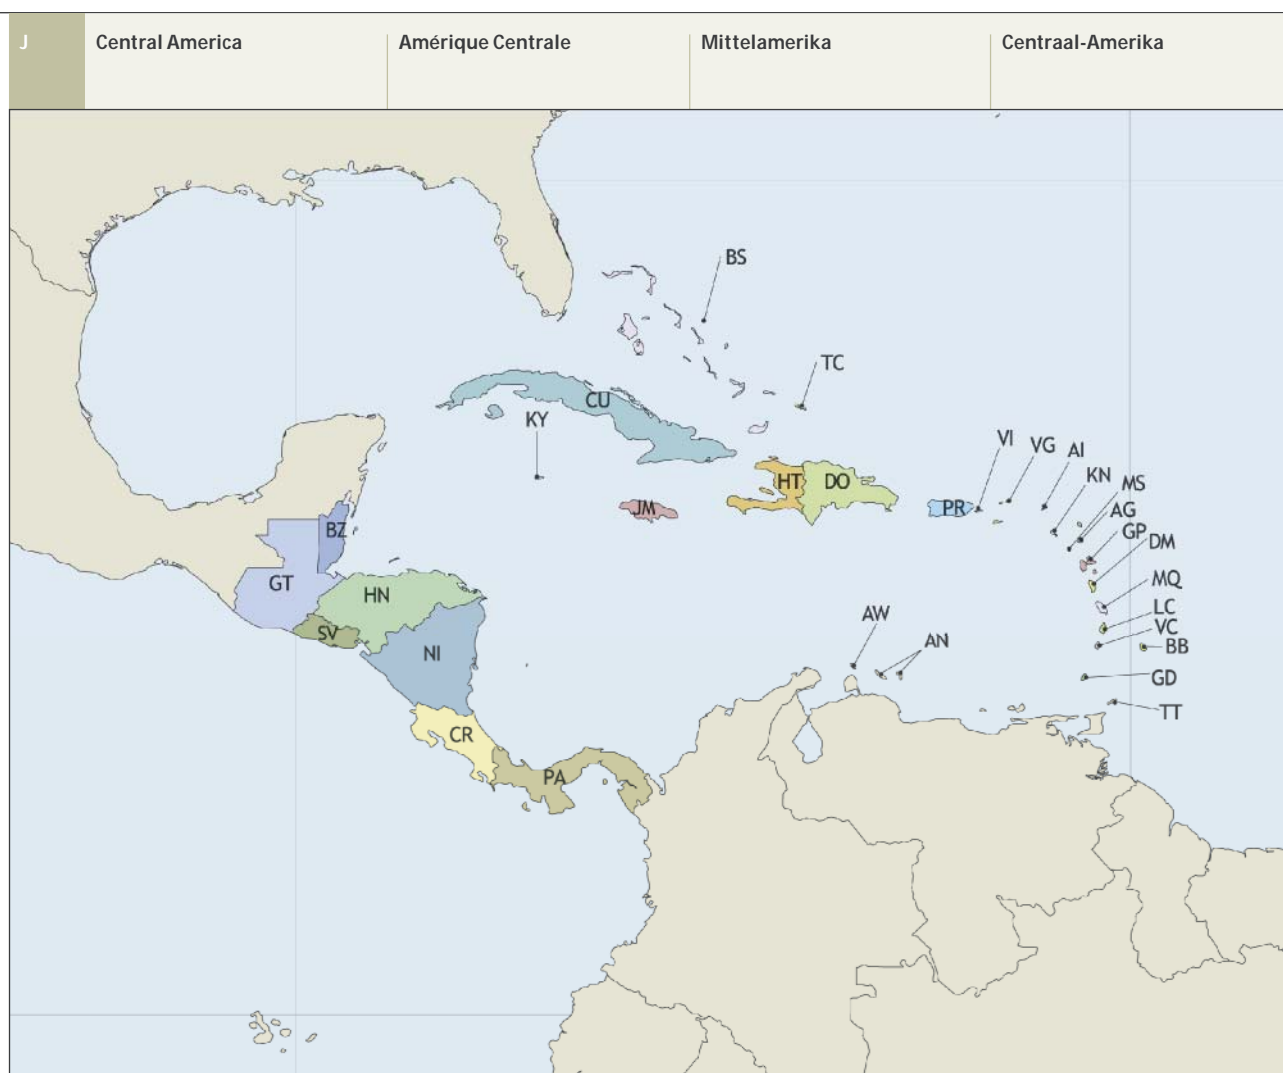 J
Central America
Amérique Centrale
Mittelamerika
Centraal-Amerika
BS
TC
CU
KY
VI
VG
AI
KN
MS
AG
GP
DM
HT
DO
JM
PR
BZ
GT
HN
SV
NI
MQ
LC
VC
BB
AW
AN
GD
TT
CR
PA